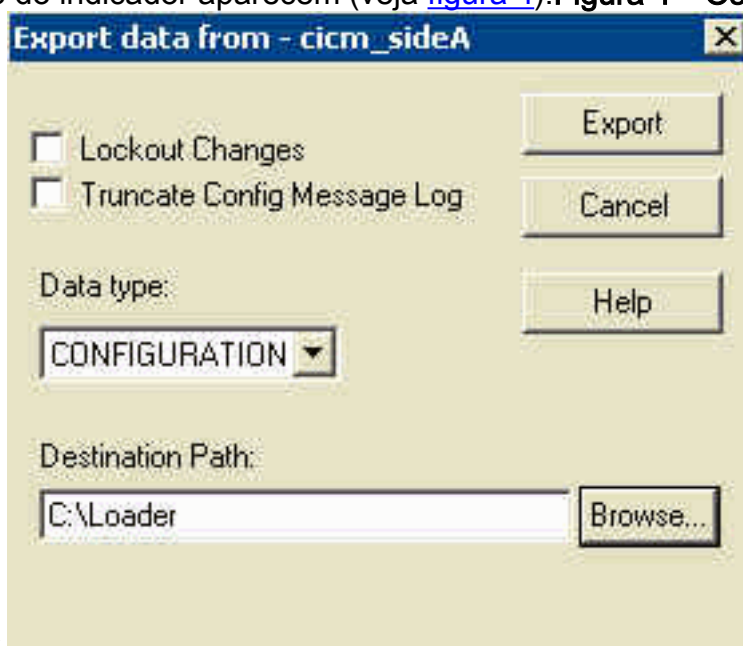 de indicador aparecem (veja figura 1).Figura 1
Export data from - cicm_sideA
Export
Lockout Changes
Truncate Config Message Log
Cancel
Data type:
Help
CONFIGURATION
Destination Path:
C:\Loader
Browse...